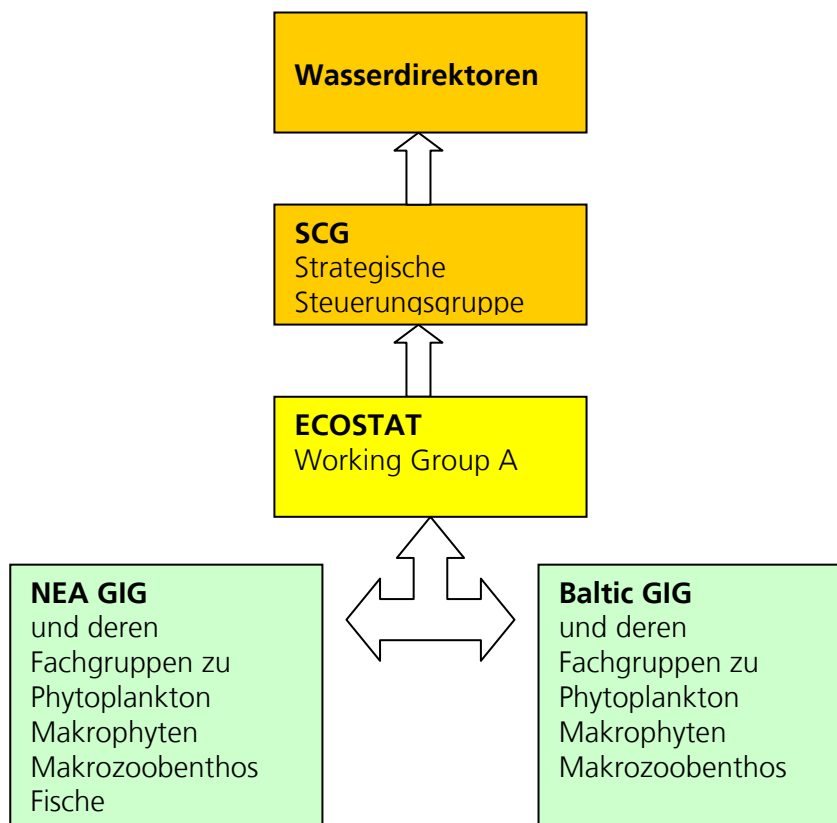 Wasserdirektoren
SCG
Strategische
Steuerungsgruppe
ECOSTAT
Working Group A
NEA GIG
und deren
Fachgruppen zu
Phytoplankton
Makrophyten
Makrozoobenthos
Fische
Baltic GIG
und deren
Fachgruppen zu
Phytoplankton
Makrophyten
Makrozoobenthos